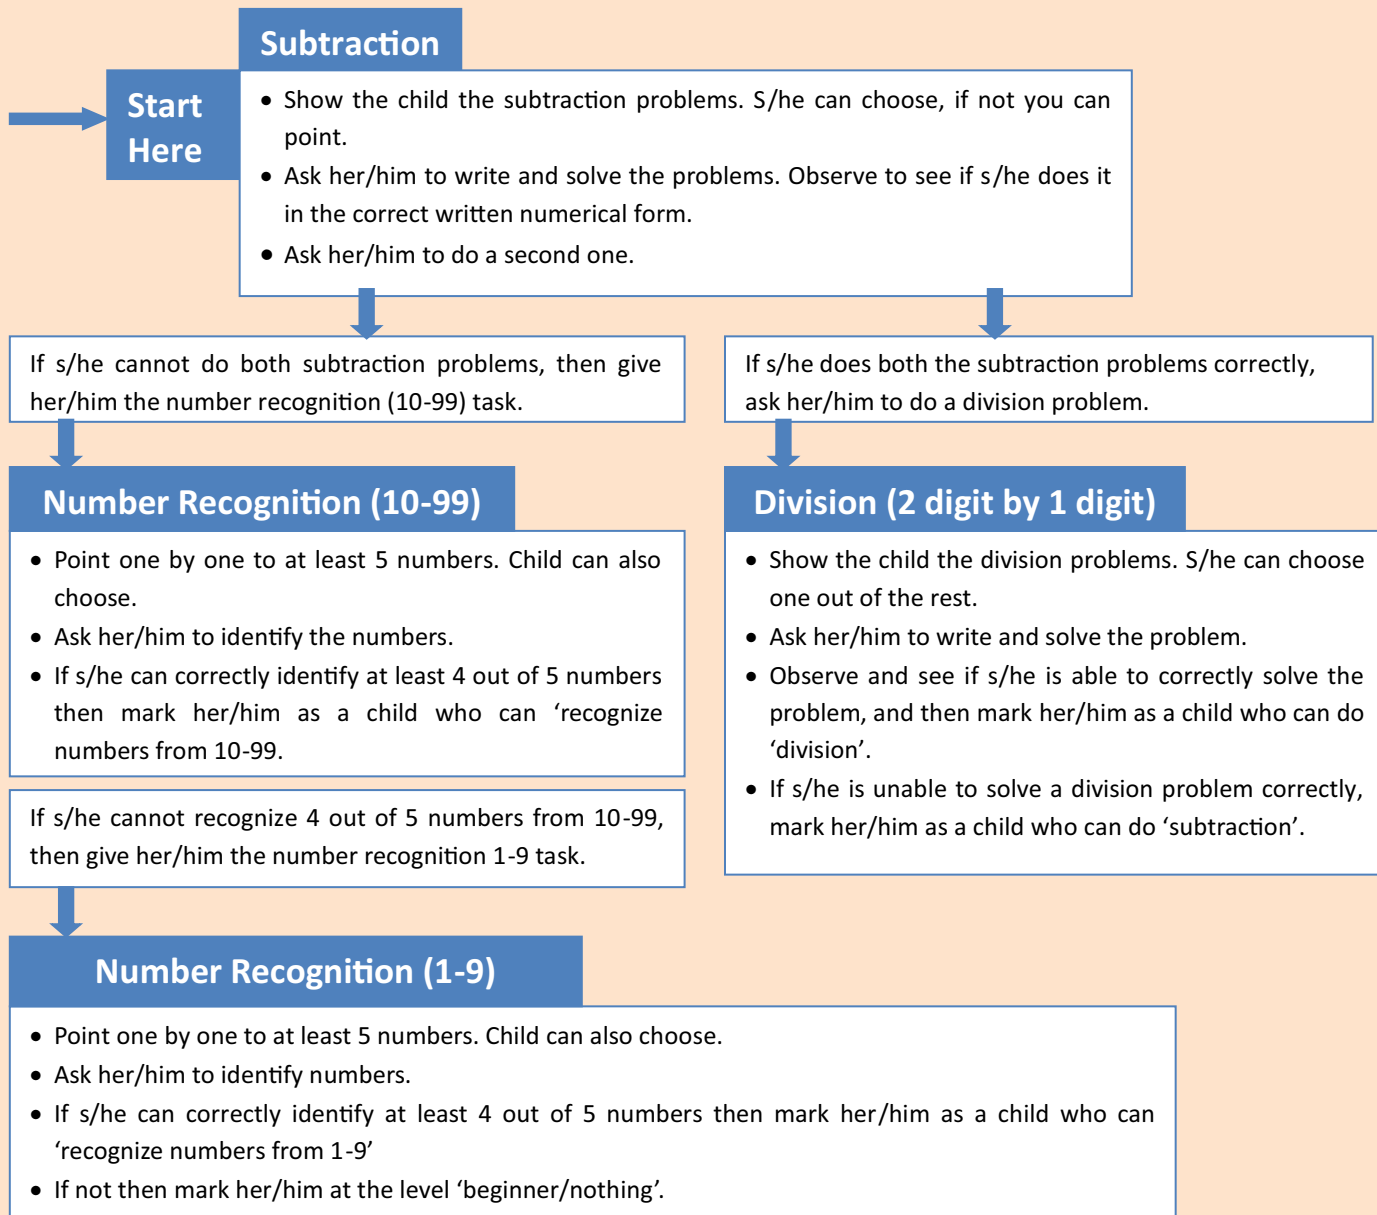 Subtraction
Start
Here
• Show the child the subtraction problems. S/he can choose, if not you can
point.
• Ask her/him to write and solve the problems. Observe to see if s/he does it
in the correct written numerical form.
• Ask her/him to do a second one.
If s/he cannot do both subtraction problems, then give
her/him the number recognition (10-99) task.
If s/he does both the subtraction problems correctly,
ask her/him to do a division problem.
Number Recognition (10-99)
• Point one by one to at least 5 numbers. Child can also
choose.
• Ask her/him to identify the numbers.
• If s/he can correctly identify at least 4 out of 5 numbers
then mark her/him as a child who can ‘recognize
numbers from 10-99.
If s/he cannot recognize 4 out of 5 numbers from 10-99,
then give her/him the number recognition 1-9 task.
Division (2 digit by 1 digit)
• Show the child the division problems. S/he can choose
one out of the rest.
• Ask her/him to write and solve the problem.
• Observe and see if s/he is able to correctly solve the
problem, and then mark her/him as a child who can do
‘division’.
• If s/he is unable to solve a division problem correctly,
mark her/him as a child who can do ‘subtraction’.
Number Recognition (1-9)
• Point one by one to at least 5 numbers. Child can also choose.
• Ask her/him to identify numbers.
• If s/he can correctly identify at least 4 out of 5 numbers then mark her/him as a child who can
‘recognize numbers from 1-9’
• If not then mark her/him at the level ‘beginner/nothing’.